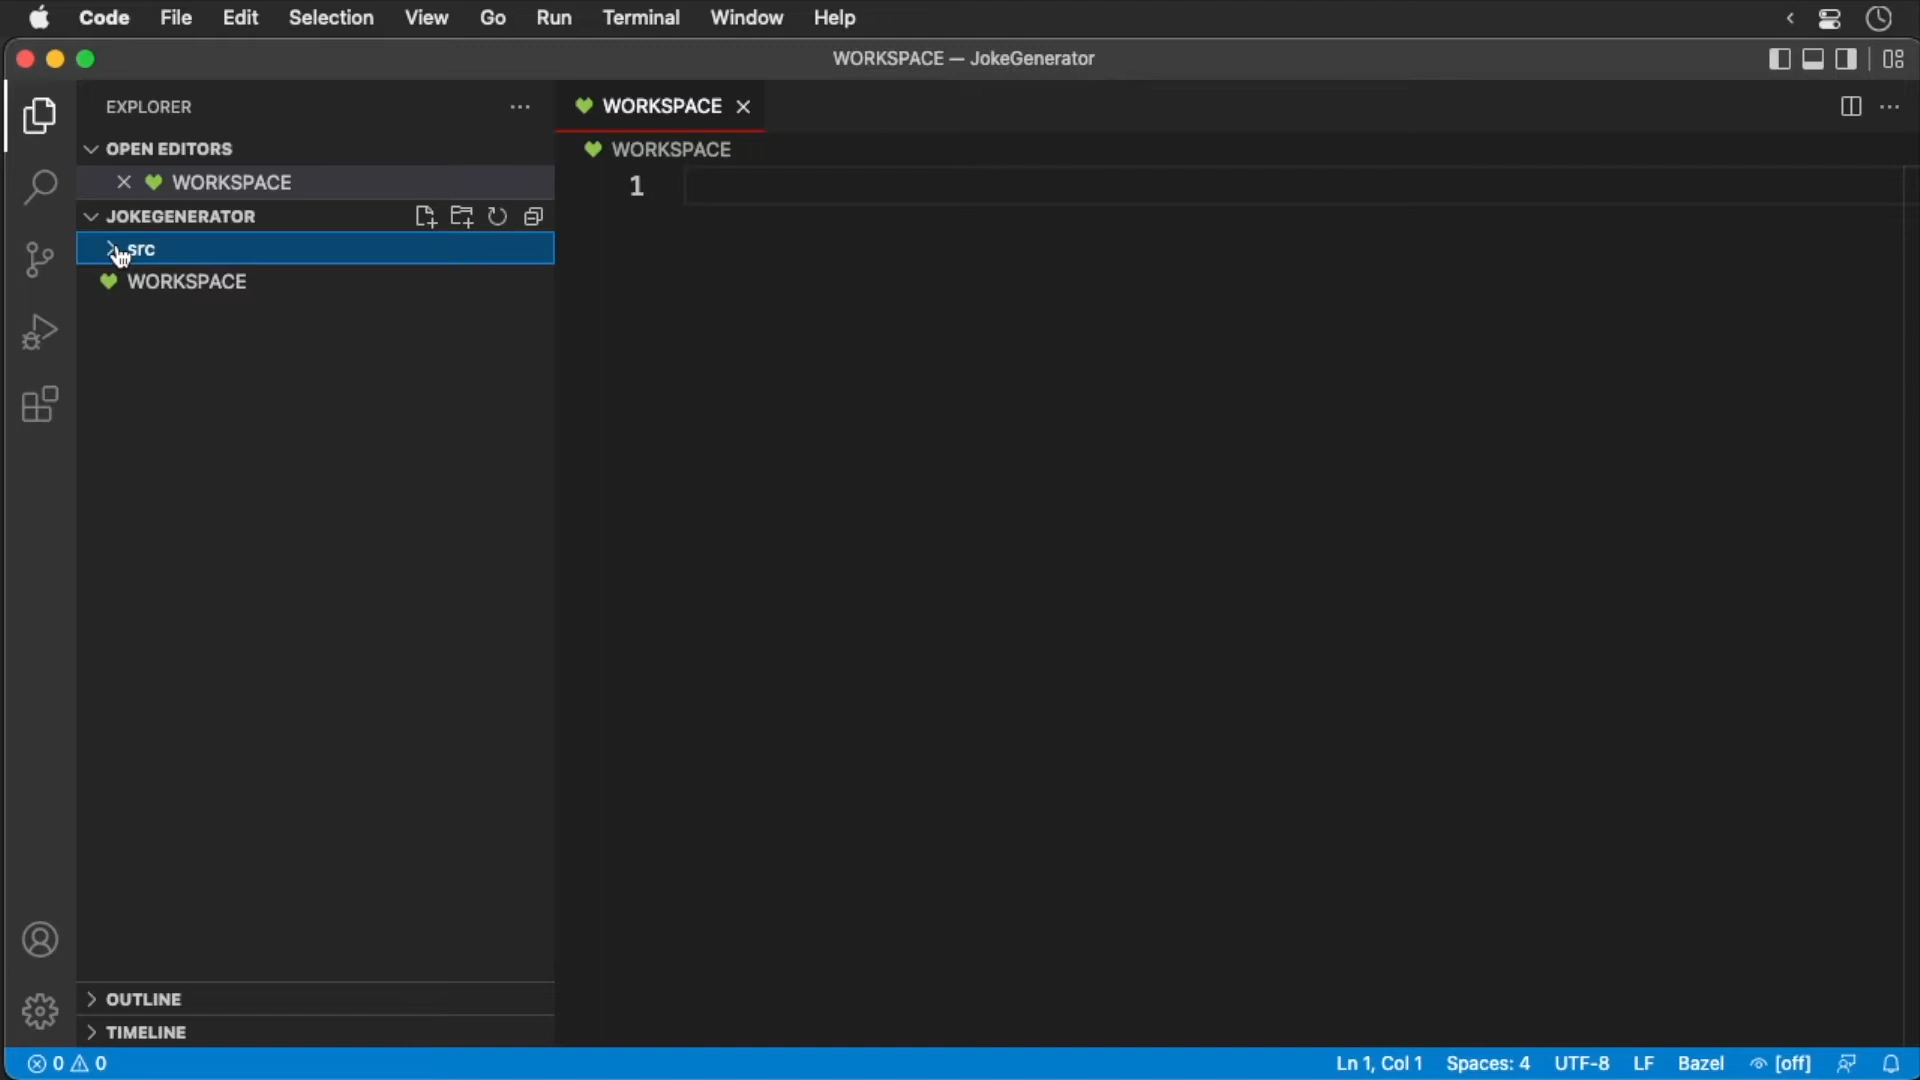 Code File Edit Selection View Go Run Terminal Window Help
WORKSPACE — JokeGenerator
EXPLORER
WORKSPACE
OPEN EDITORS
WORKSPACE
WORKSPACE
1
JOKEGENERATOR
src
WORKSPACE
OUTLINE
TIMELINE
0 0 Ln 1, Col 1 Spaces: 4 UTF-8 LF Bazel [off]